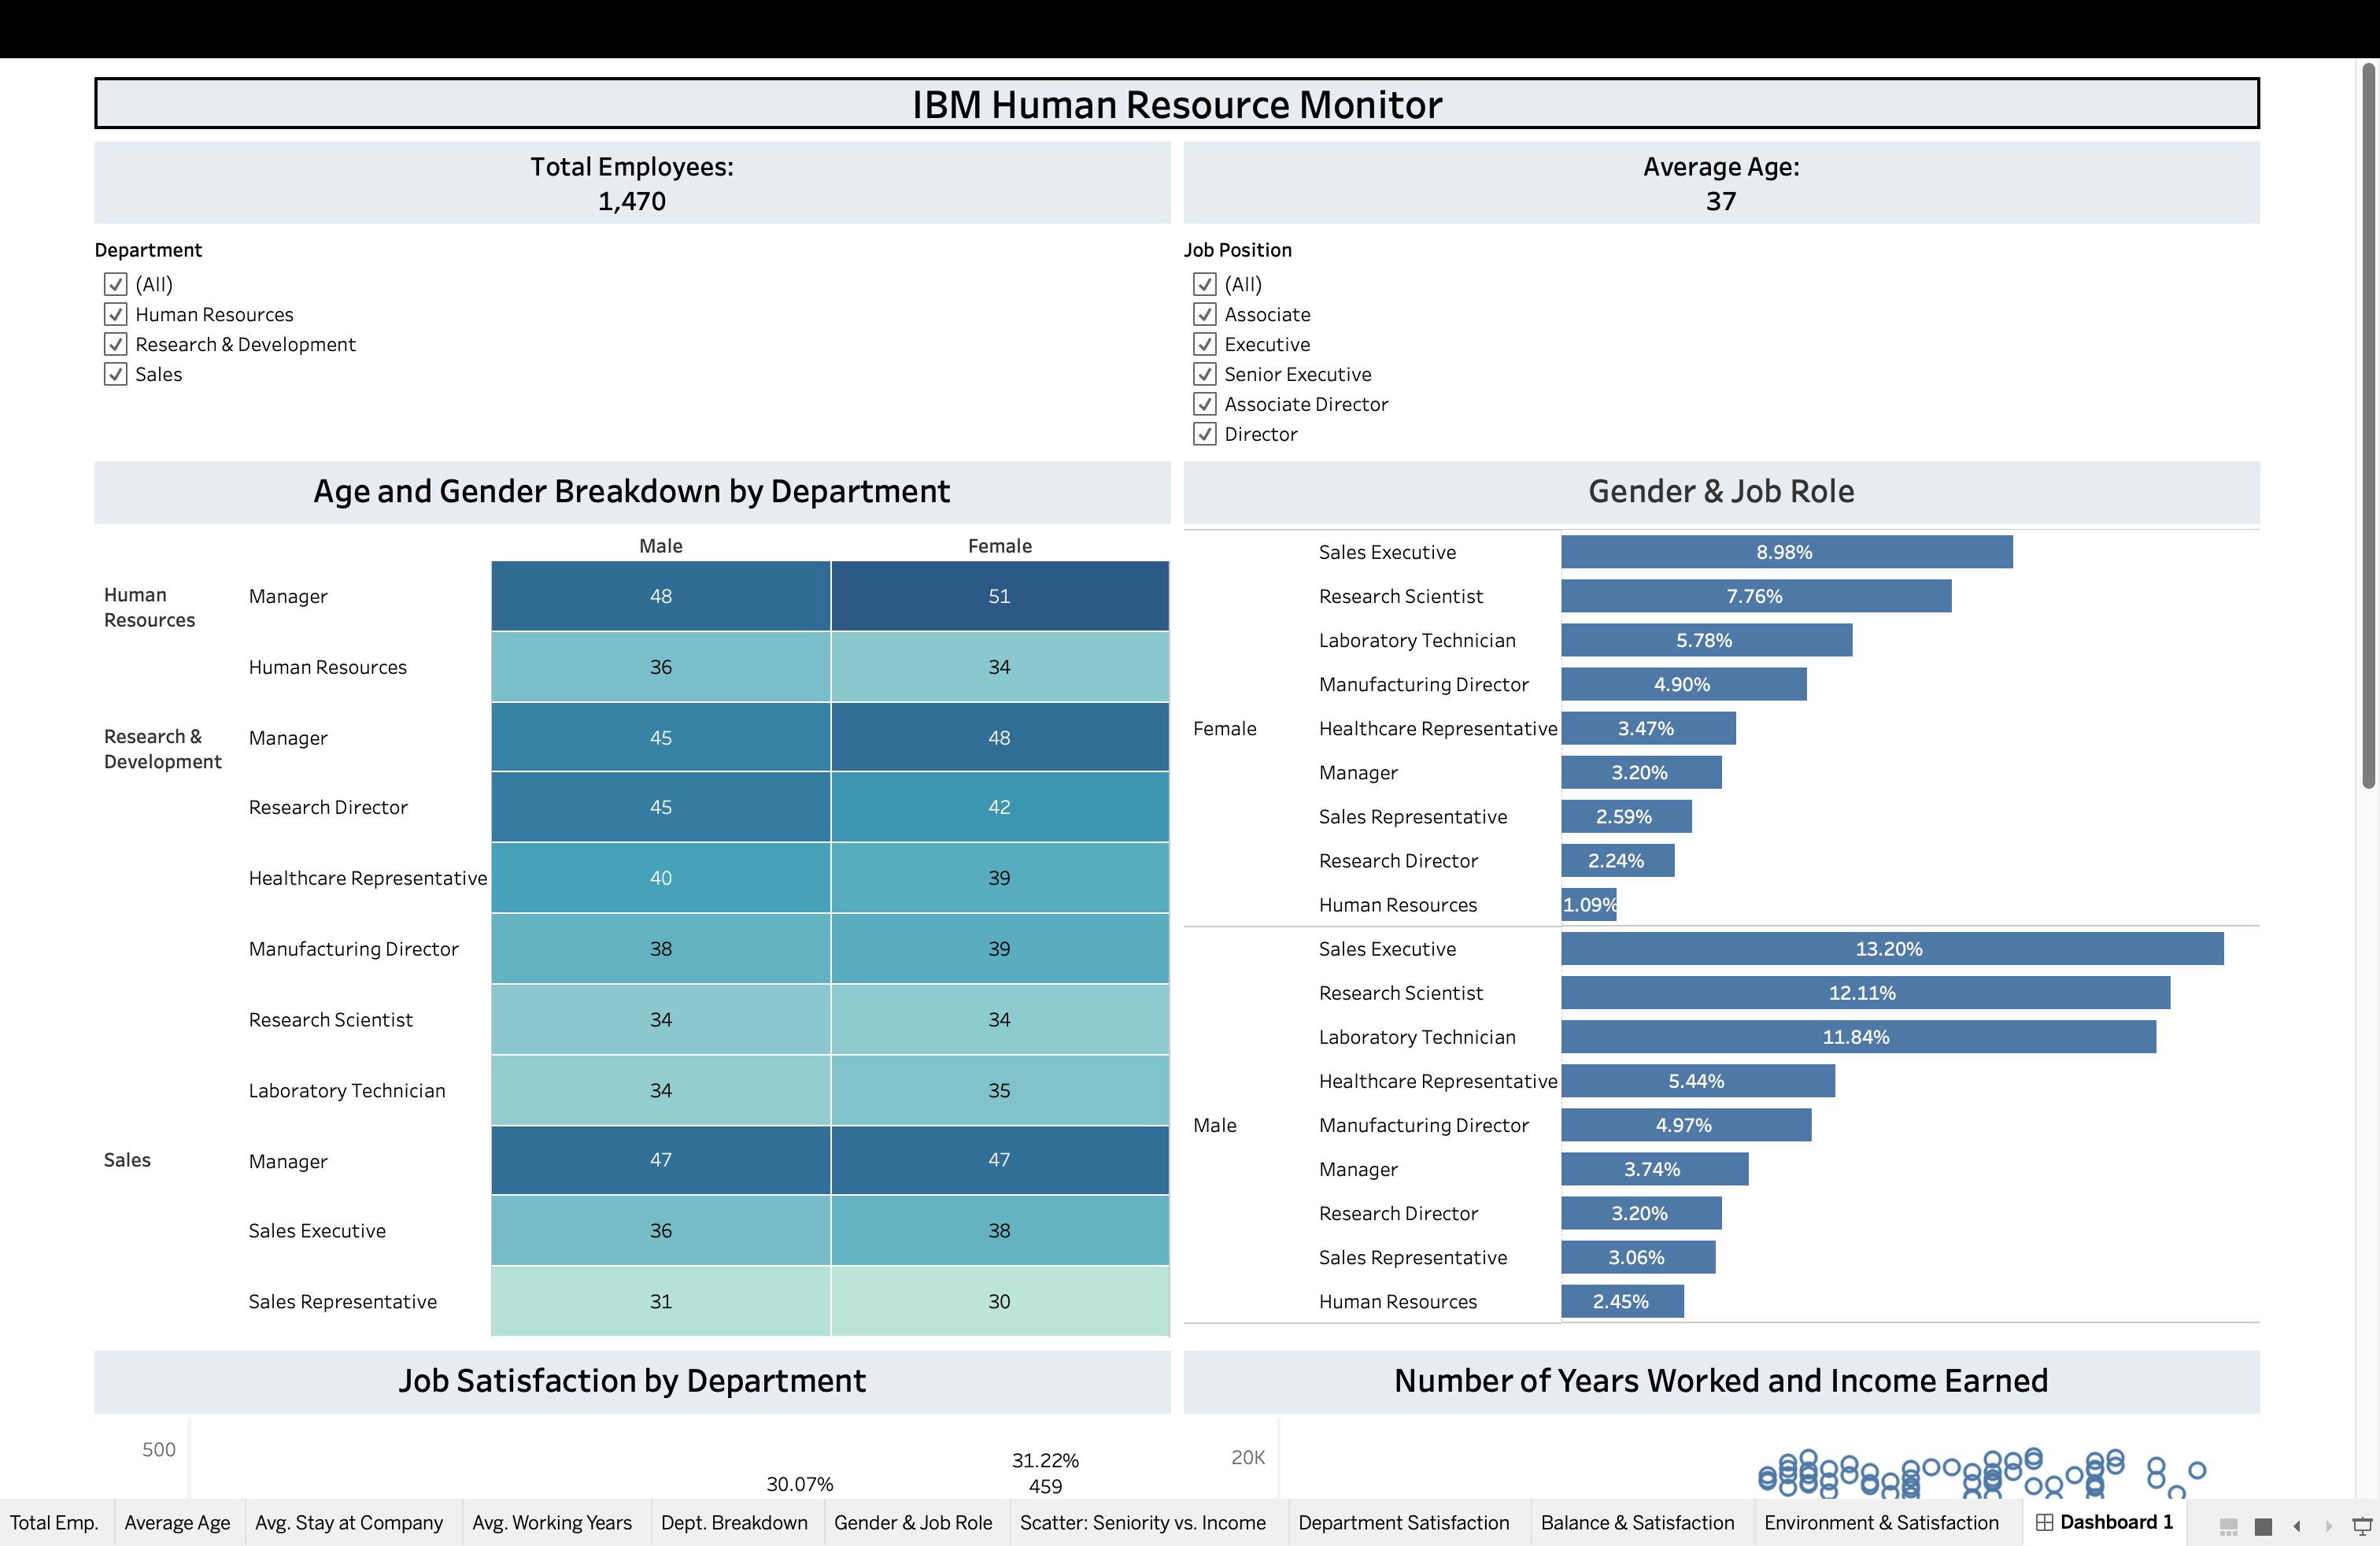 IBM Human Resource Monitor
Total Employees:
1,470
Average Age:
37
Department
(All)
Human Resources
Research & Development
Sales
Job Position
(All)
Associate
Executive
Senior Executive
Associate Director
Director
Age and Gender Breakdown by Department
Male Female
Human
Resources
Manager 48 51
Human Resources 36 34
Research &
Development
Manager 45 48
Research Director 45 42
Healthcare Representative 40 39
Manufacturing Director 38 39
Research Scientist 34 34
Laboratory Technician 34 35
Sales
Manager 47 47
Sales Executive 36 38
Sales Representative 31 30
Gender & Job Role
Female
Sales Executive 8.98%
Research Scientist 7.76%
Laboratory Technician 5.78%
Manufacturing Director 4.90%
Healthcare Representative 3.47%
Manager 3.20%
Sales Representative 2.59%
Research Director 2.24%
Human Resources 1.09%
Male
Sales Executive 13.20%
Research Scientist 12.11%
Laboratory Technician 11.84%
Healthcare Representative 5.44%
Manufacturing Director 4.97%
Manager 3.74%
Research Director 3.20%
Sales Representative 3.06%
Human Resources 2.45%
Job Satisfaction by Department
500
30.07%
31.22%
459
Number of Years Worked and Income Earned
20K
Total Emp. Average Age Avg. Stay at Company Avg. Working Years Dept. Breakdown Gender & Job Role Scatter: Seniority vs. Income Department Satisfaction Balance & Satisfaction Environment & Satisfaction Dashboard 1